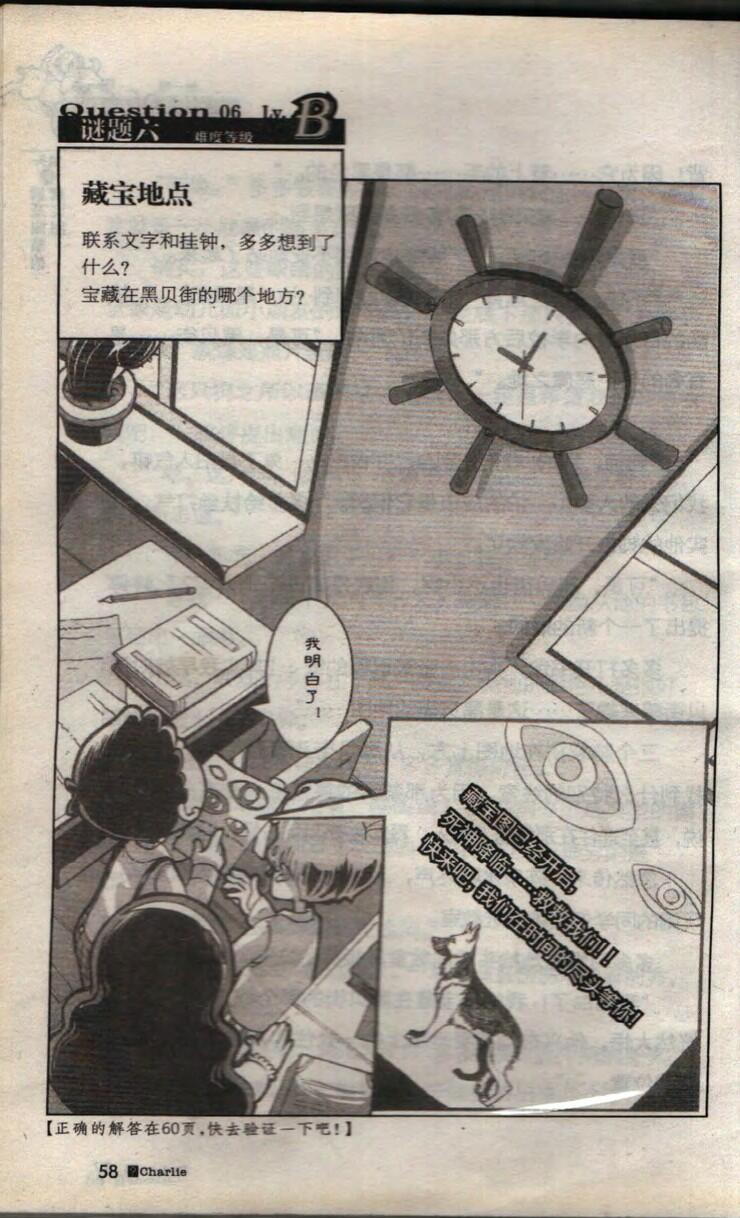 Question 06 Lv. B
谜题六 难度等级
藏宝地点
联系文字和挂钟，多多想到了
什么？
宝藏在黑贝街的哪个地方？
我明白了！
藏宝图已经开启，
死神降临……救救我们！！
快来吧，我们在时间的尽头等你！
【正确的解答在60页，快去验证一下吧！】
58 Charlie